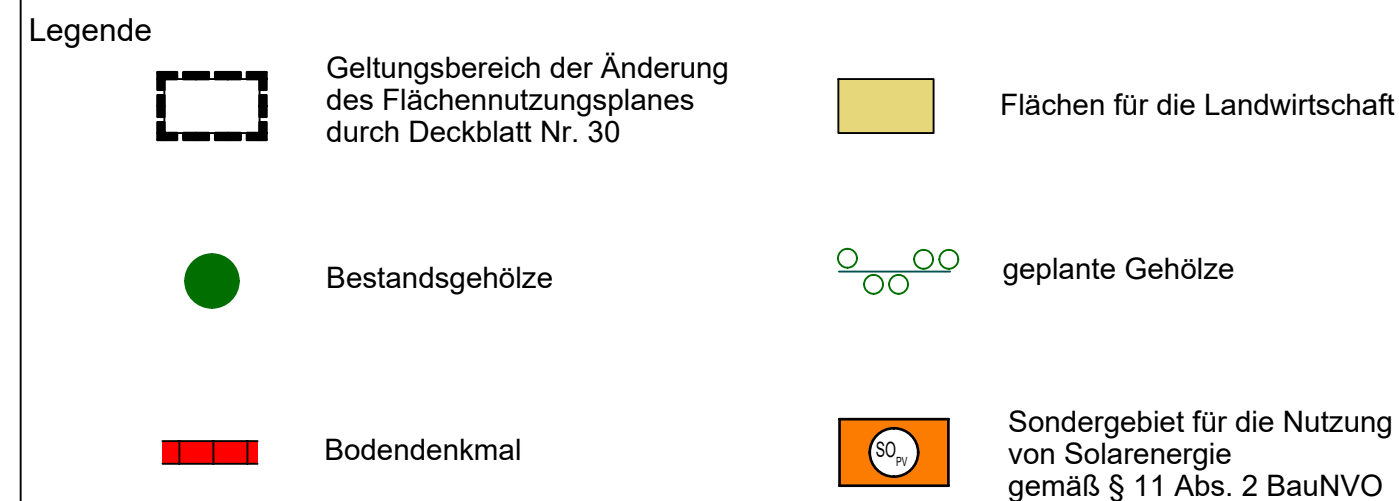 Legende
Geltungsbereich der Änderung
des Flächennutzungsplanes
durch Deckblatt Nr. 30
Flächen für die Landwirtschaft
Bestandsgehölze
geplante Gehölze
Bodendenkmal
SO PV
Sondergebiet für die Nutzung
von Solarenergie
gemäß § 11 Abs. 2 BauNVO